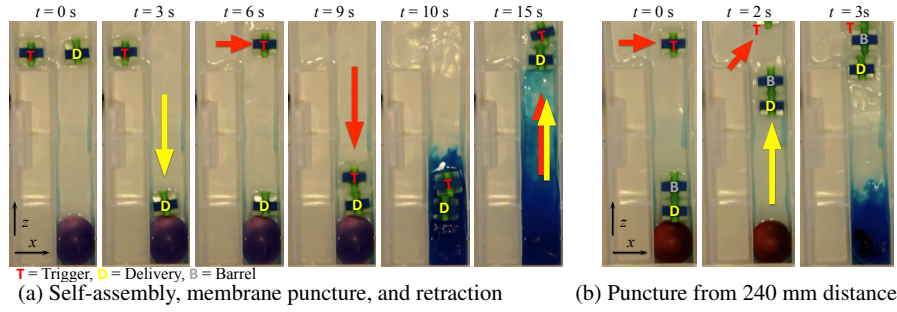 t = 0 s t = 3 s t = 6 s t = 9 s t = 10 s t = 15 s t = 0 s t = 2 s t = 3s
T D T T T T D T B B T B
D D D T D D D D
z x z x
T = Trigger, D = Delivery, B = Barrel
(a) Self-assembly, membrane puncture, and retraction (b) Puncture from 240 mm distance